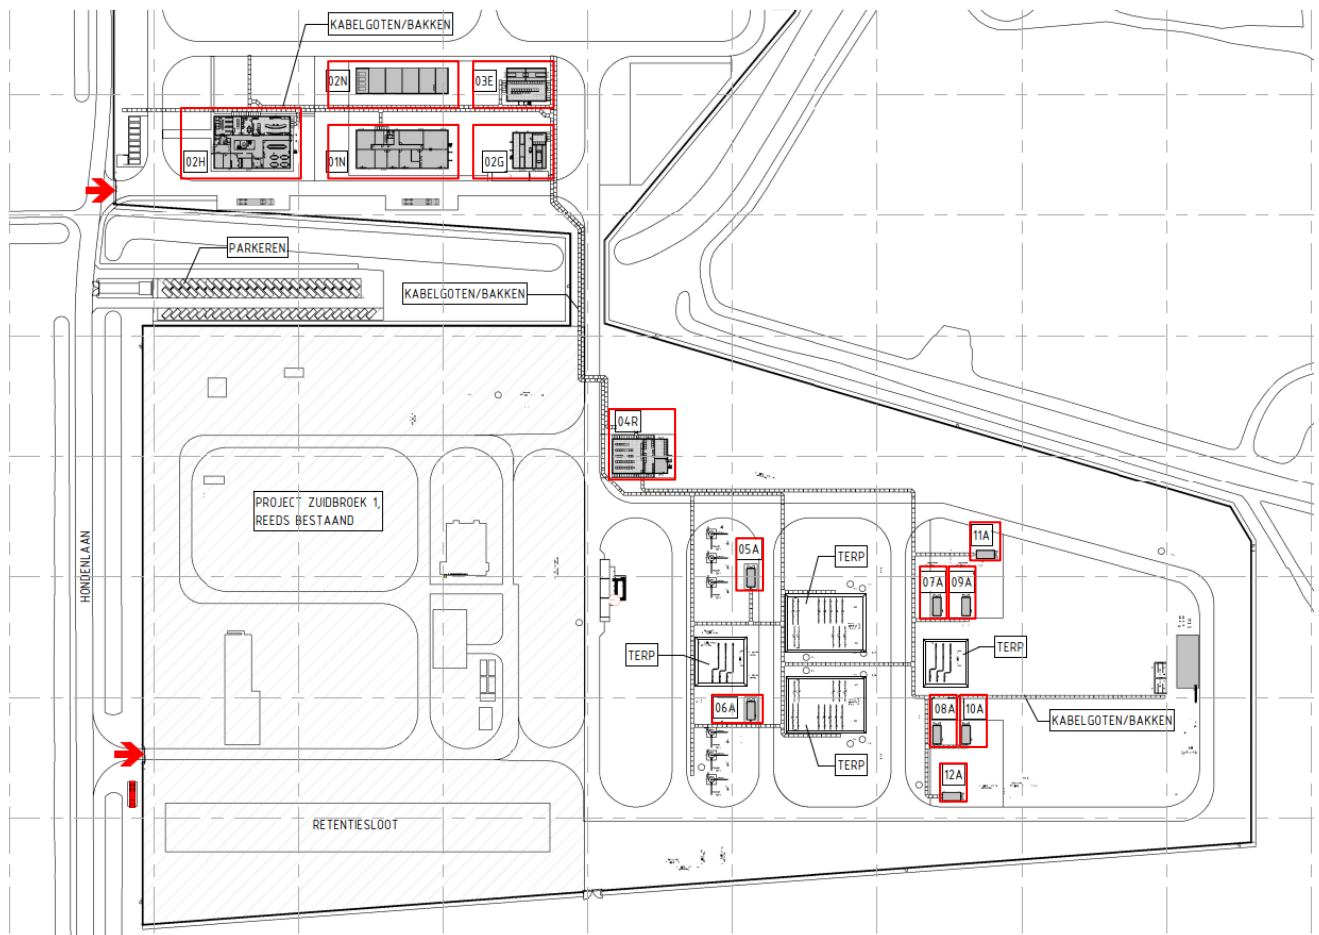 KABELGOTEN/BAKKEN
02N
03E
02H
01N
02G
PARKEREN
KABELGOTEN/BAKKEN
04R
PROJECT ZUIDBROEK 1,
REEDS BESTAAND
HONDENLAAN
05A
11A
TERP
07A
09A
TERP
TERP
06A
08A
10A
KABELGOTEN/BAKKEN
TERP
12A
RETENTIESLOOT